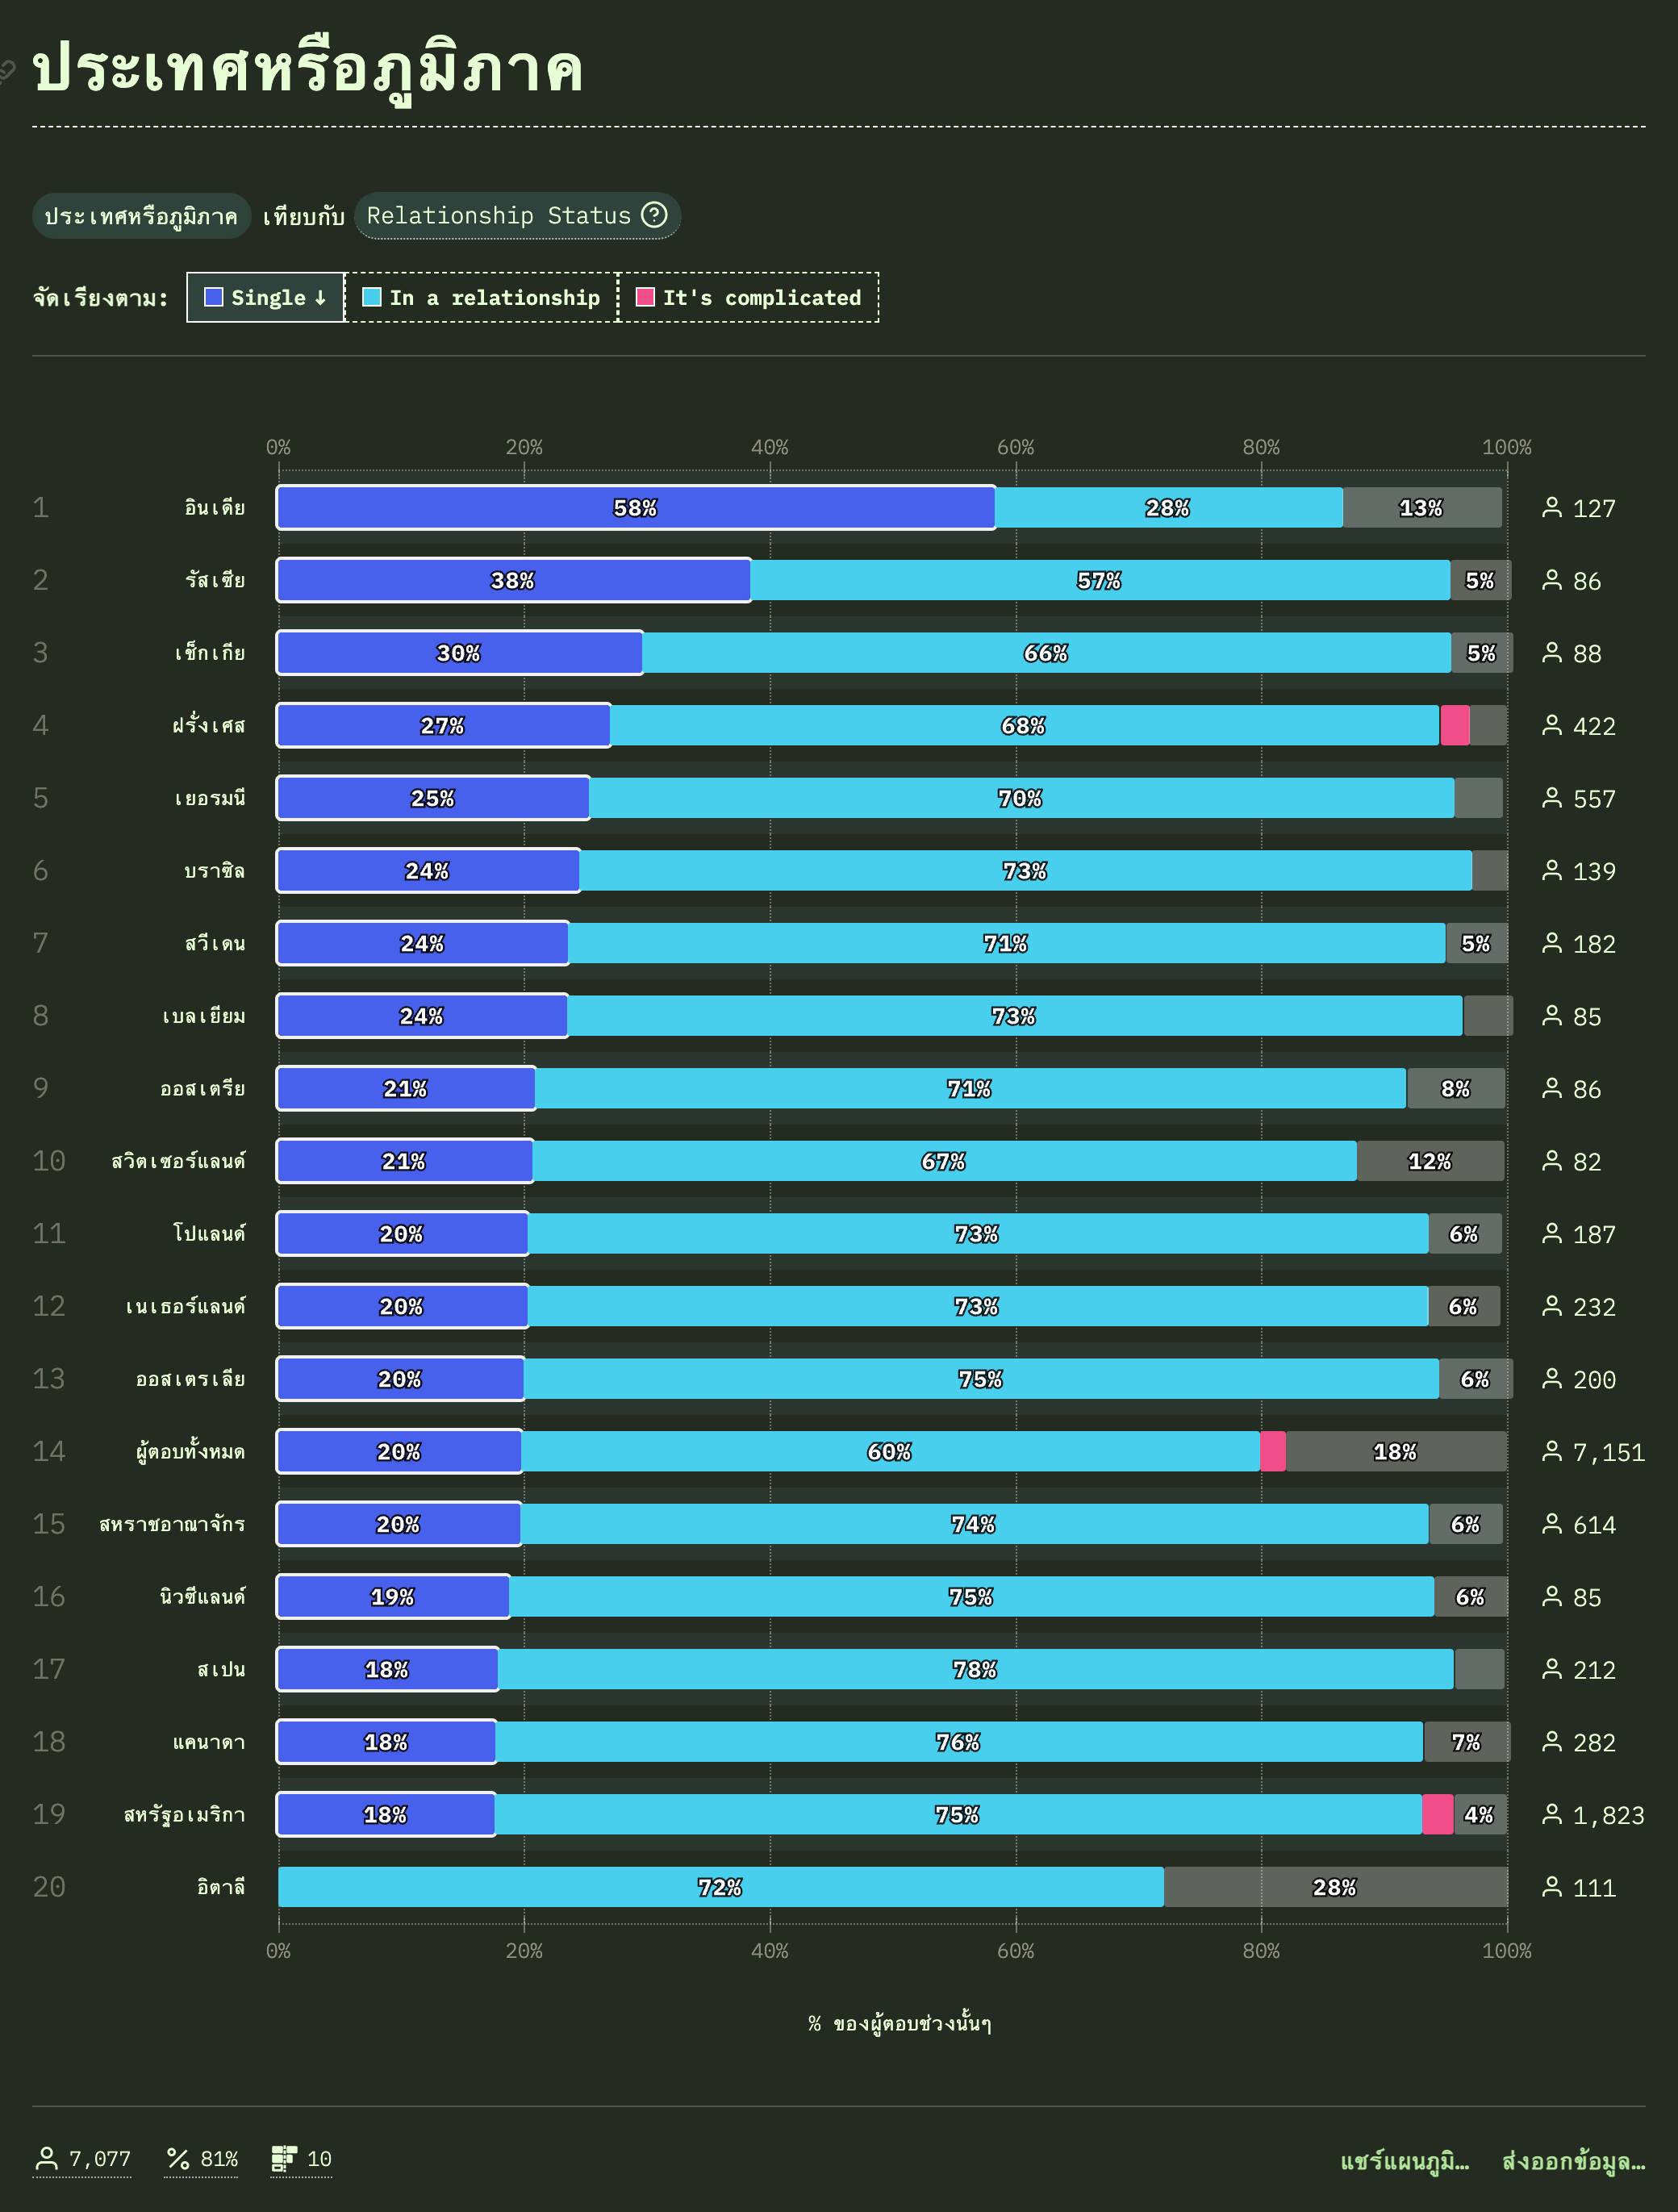 ประเทศหรือภูมิภาค
ประเทศหรือภูมิภาค เทียบกับ Relationship Status ?
จัดเรียงตาม: Single ↓ In a relationship It's complicated
0% 20% 40% 60% 80% 100%
1 อินเดีย 58% 28% 13% 127
2 รัสเซีย 38% 57% 5% 86
3 เช็กเกีย 30% 66% 5% 88
4 ฝรั่งเศส 27% 68% 422
5 เยอรมนี 25% 70% 557
6 บราซิล 24% 73% 139
7 สวีเดน 24% 71% 5% 182
8 เบลเยียม 24% 73% 85
9 ออสเตรีย 21% 71% 8% 86
10 สวิตเซอร์แลนด์ 21% 67% 12% 82
11 โปแลนด์ 20% 73% 6% 187
12 เนเธอร์แลนด์ 20% 73% 6% 232
13 ออสเตรเลีย 20% 75% 6% 200
14 ผู้ตอบทั้งหมด 20% 60% 18% 7,151
15 สหราชอาณาจักร 20% 74% 6% 614
16 นิวซีแลนด์ 19% 75% 6% 85
17 สเปน 18% 78% 212
18 แคนาดา 18% 76% 7% 282
19 สหรัฐอเมริกา 18% 75% 4% 1,823
20 อิตาลี 72% 28% 111
0% 20% 40% 60% 80% 100%
% ของผู้ตอบช่วงนั้นๆ
7,077 81% 10 แชร์แผนภูมิ… ส่งออกข้อมูล…